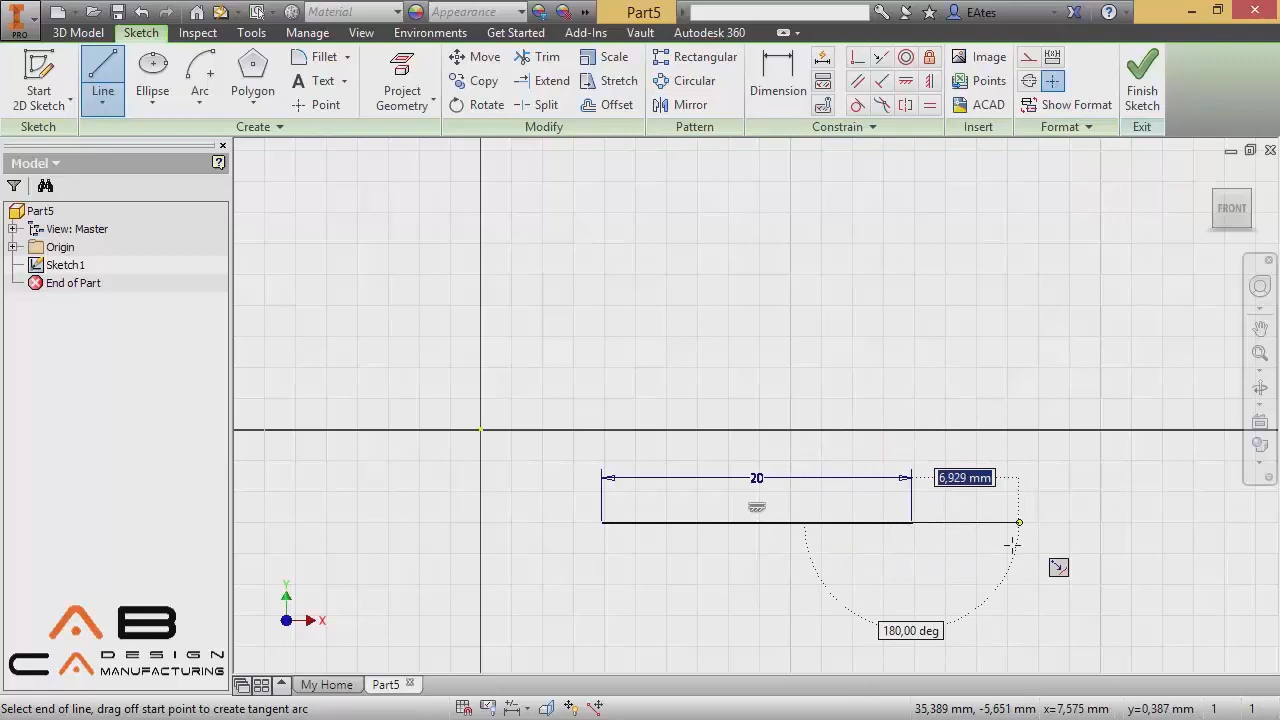 PRO
Material
Appearance
Part5
EAtes
3D Model
Sketch
Inspect
Tools
Manage
View
Environments
Get Started
Add-Ins
Vault
Autodesk 360
Start
2D Sketch
Line
Ellipse
Arc
Polygon
Fillet
Text
Point
Project
Geometry
Move
Copy
Rotate
Trim
Extend
Split
Scale
Stretch
Offset
Rectangular
Circular
Mirror
Dimension
Image
Points
ACAD
Show Format
Finish
Sketch
Sketch
Create
Modify
Pattern
Constrain
Insert
Format
Exit
Model
Part5
View: Master
Origin
Sketch1
End of Part
FRONT
20
6,929 mm
180,00 deg
Y
X
AB
CA
DESIGN
MANUFACTURING
My Home
Part5
Select end of line, drag off start point to create tangent arc
35,389 mm, -5,651 mm
x=7,575 mm
y=0,387 mm
1
1